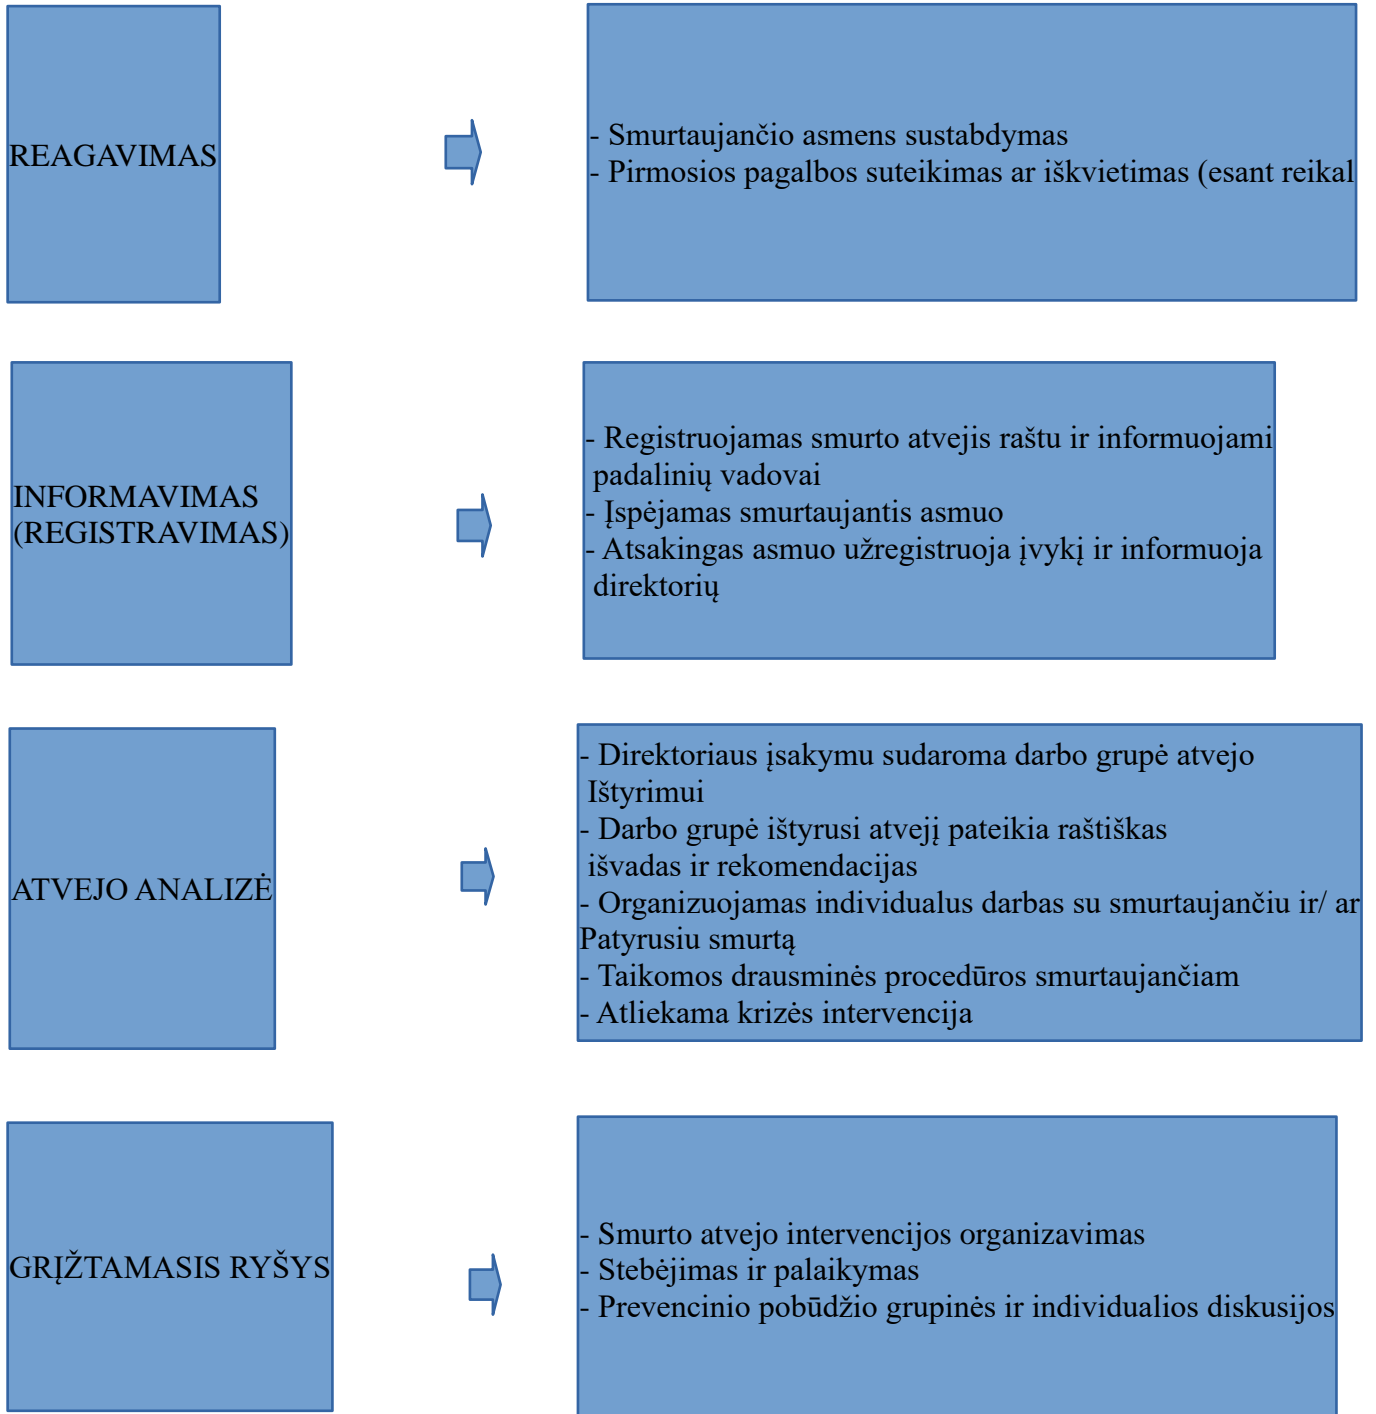 REAGAVIMAS
- Smurtaujančio asmens sustabdymas
- Pirmosios pagalbos suteikimas ar iškvietimas (esant reikal
INFORMAVIMAS
(REGISTRAVIMAS)
- Registruojamas smurto atvejis raštu ir informuojami
padalinių vadovai
- Įspėjamas smurtaujantis asmuo
- Atsakingas asmuo užregistruoja įvykį ir informuoja
direktorių
ATVEJO ANALIZĖ
- Direktoriaus įsakymu sudaroma darbo grupė atvejo
Ištyrimui
- Darbo grupė ištyrusi atvejį pateikia raštiškas
išvadas ir rekomendacijas
- Organizuojamas individualus darbas su smurtaujančiu ir/ ar
Patyrusiu smurtą
- Taikomos drausminės procedūros smurtaujančiam
- Atliekama krizės intervencija
GRĮŽTAMASIS RYŠYS
- Smurto atvejo intervencijos organizavimas
- Stebėjimas ir palaikymas
- Prevencinio pobūdžio grupinės ir individualios diskusijos